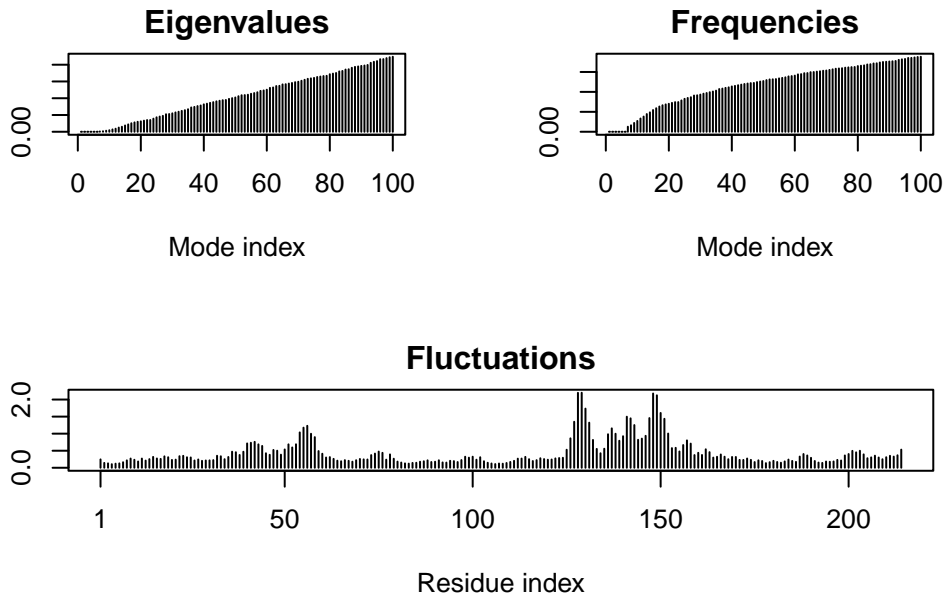 Eigenvalues
0.00
0 20 40 60 80 100
Mode index
Frequencies
0.00
0 20 40 60 80 100
Mode index
Fluctuations
2.0
0.0
1 50 100 150 200
Residue index